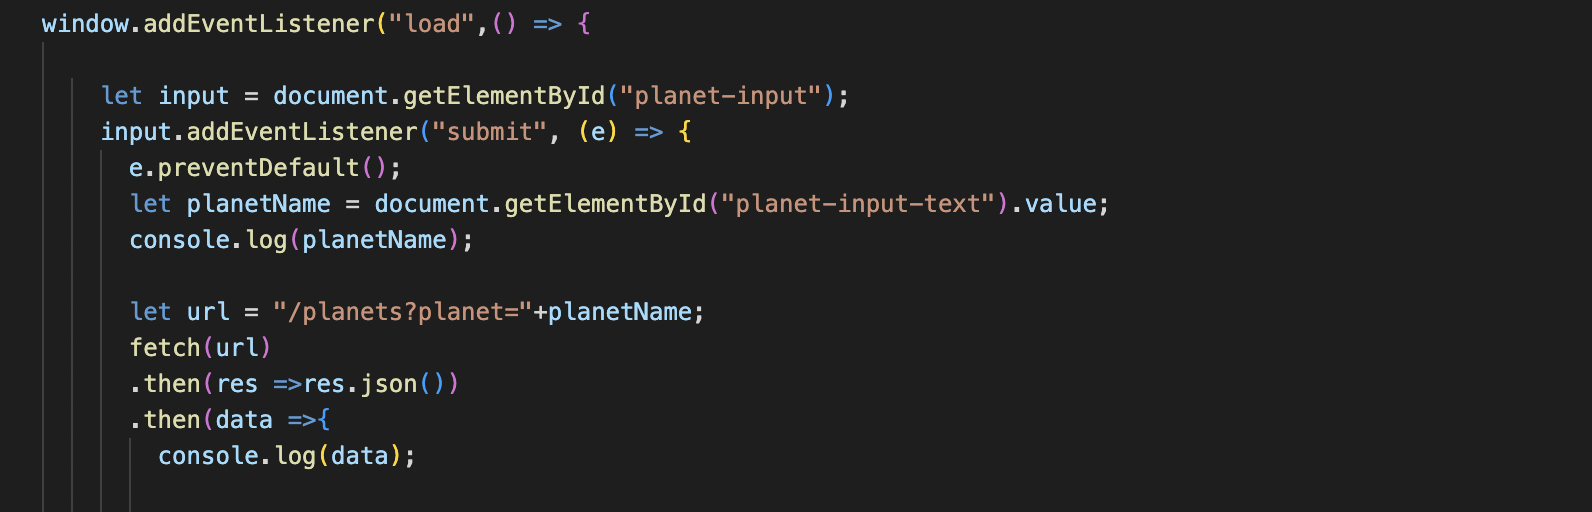 window.addEventListener("load",() => {
let input = document.getElementById("planet-input");
input.addEventListener("submit", (e) => {
e.preventDefault();
let planetName = document.getElementById("planet-input-text").value;
console.log(planetName);
let url = "/planets?planet="+planetName;
fetch(url)
.then(res =>res.json())
.then(data =>{
console.log(data);